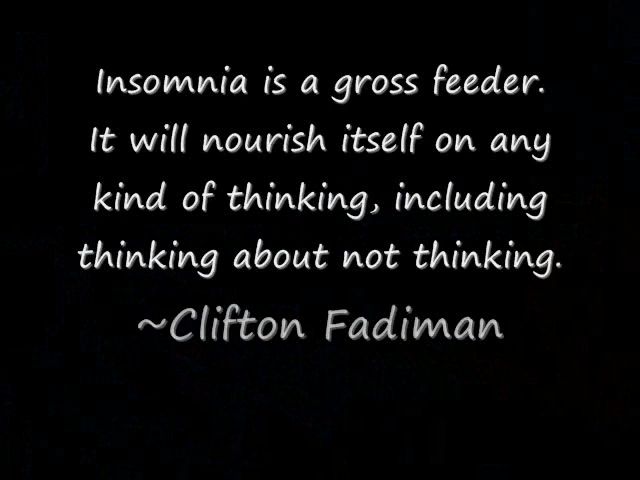 Insomnia is a gross feeder.
It will nourish itself on any
kind of thinking, including
thinking about not thinking.
~Clifton Fadiman